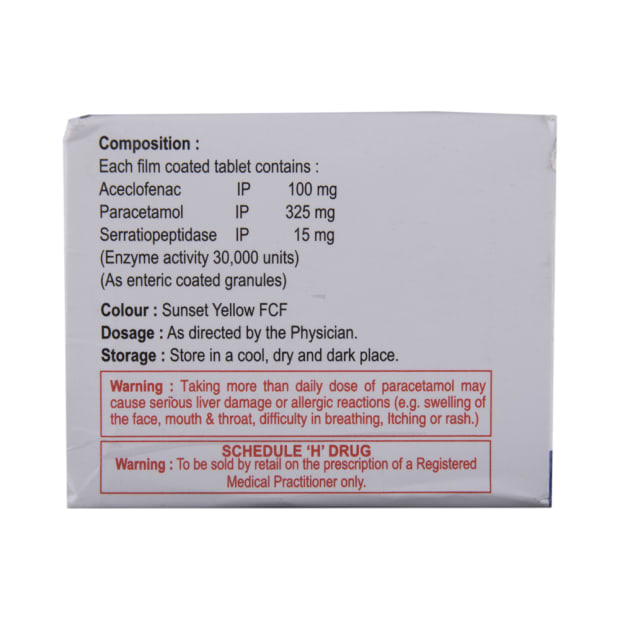 Composition :
Each film coated tablet contains :
Aceclofenac IP 100 mg
Paracetamol IP 325 mg
Serratiopeptidase IP 15 mg
(Enzyme activity 30,000 units)
(As enteric coated granules)
Colour : Sunset Yellow FCF
Dosage : As directed by the Physician.
Storage : Store in a cool, dry and dark place.
Warning : Taking more than daily dose of paracetamol may
cause serious liver damage or allergic reactions (e.g. swelling of
the face, mouth & throat, difficulty in breathing, Itching or rash.)
SCHEDULE ‘H’ DRUG
Warning : To be sold by retail on the prescription of a Registered
Medical Practitioner only.